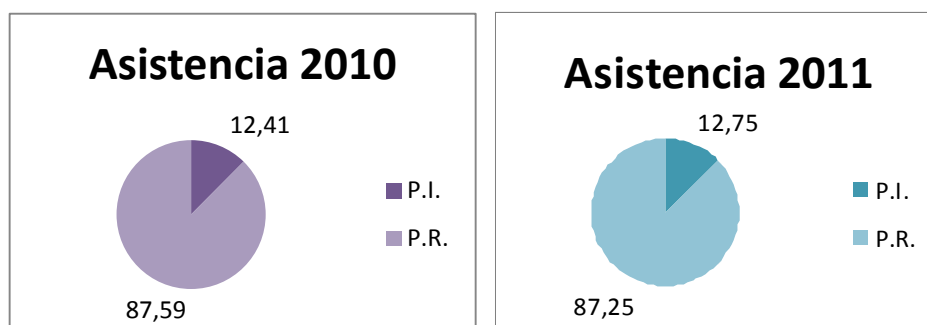 Asistencia 2010
12,41
P.I.
P.R.
87,59
Asistencia 2011
12,75
P.I.
P.R.
87,25